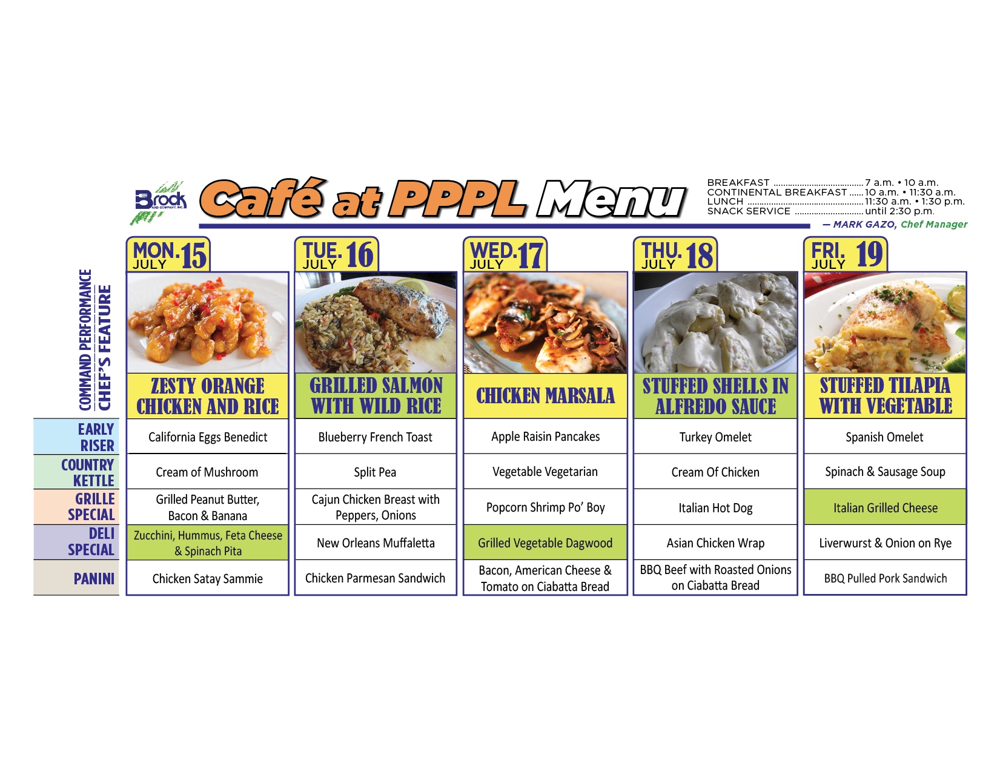 Brock
AND COMPANY, INC.
Café at PPPL Menu
BREAKFAST ..................................... 7 a.m. • 10 a.m.
CONTINENTAL BREAKFAST ...... 10 a.m. • 11:30 a.m.
LUNCH ................................................ 11:30 a.m. • 1:30 p.m.
SNACK SERVICE ............................ until 2:30 p.m.
— MARK GAZO, Chef Manager
MON. 15
JULY
TUE. 16
JULY
WED. 17
JULY
THU. 18
JULY
FRI. 19
JULY
COMMAND PERFORMANCE
CHEF'S FEATURE
ZESTY ORANGE
CHICKEN AND RICE
GRILLED SALMON
WITH WILD RICE
CHICKEN MARSALA
STUFFED SHELLS IN
ALFREDO SAUCE
STUFFED TILAPIA
WITH VEGETABLE
EARLY
RISER
California Eggs Benedict
Blueberry French Toast
Apple Raisin Pancakes
Turkey Omelet
Spanish Omelet
COUNTRY
KETTLE
Cream of Mushroom
Split Pea
Vegetable Vegetarian
Cream Of Chicken
Spinach & Sausage Soup
GRILLE
SPECIAL
Grilled Peanut Butter,
Bacon & Banana
Cajun Chicken Breast with
Peppers, Onions
Popcorn Shrimp Po’ Boy
Italian Hot Dog
Italian Grilled Cheese
DELI
SPECIAL
Zucchini, Hummus, Feta Cheese
& Spinach Pita
New Orleans Muffaletta
Grilled Vegetable Dagwood
Asian Chicken Wrap
Liverwurst & Onion on Rye
PANINI
Chicken Satay Sammie
Chicken Parmesan Sandwich
Bacon, American Cheese &
Tomato on Ciabatta Bread
BBQ Beef with Roasted Onions
on Ciabatta Bread
BBQ Pulled Pork Sandwich